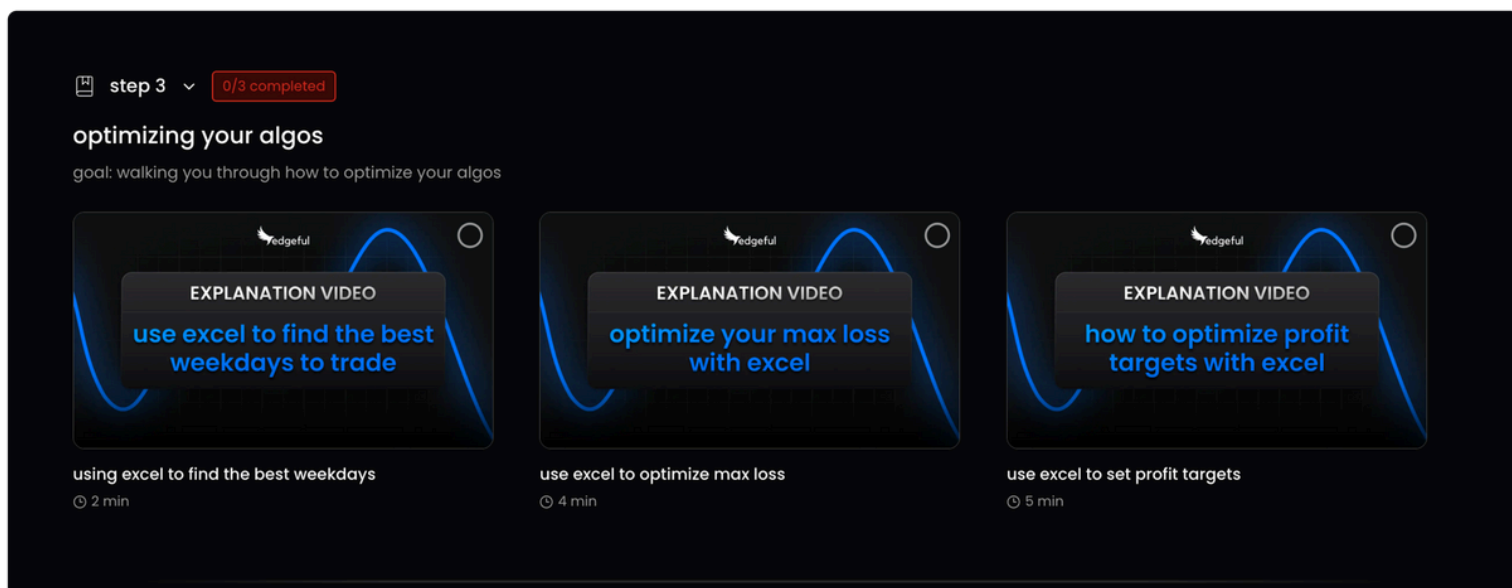 step 3
0/3 completed
optimizing your algos
goal: walking you through how to optimize your algos
edgeful
EXPLANATION VIDEO
use excel to find the best
weekdays to trade
using excel to find the best weekdays
2 min
edgeful
EXPLANATION VIDEO
optimize your max loss
with excel
use excel to optimize max loss
4 min
edgeful
EXPLANATION VIDEO
how to optimize profit
targets with excel
use excel to set profit targets
5 min